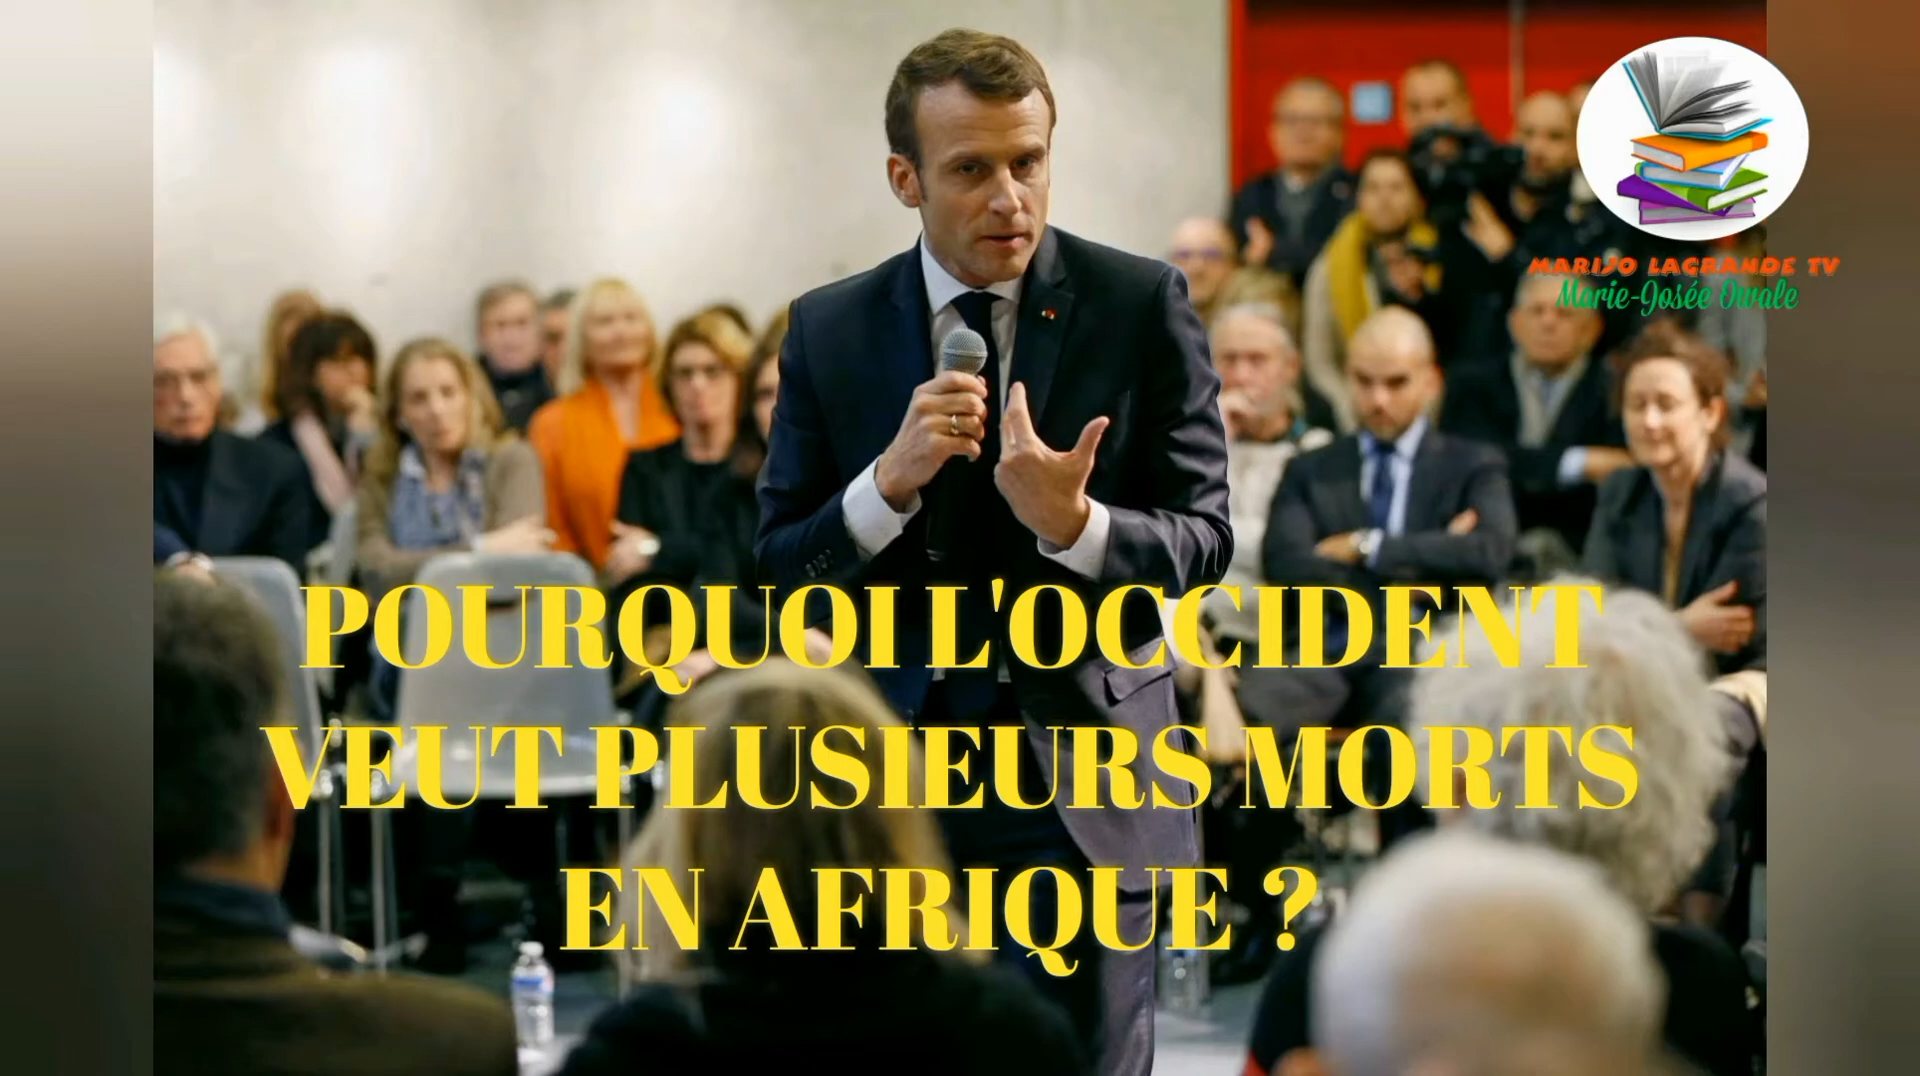 MARIJO LAGRANDE TV
Marie-Josée Owale
POURQUOI L'OCCIDENT
VEUT PLUSIEURS MORTS
EN AFRIQUE ?